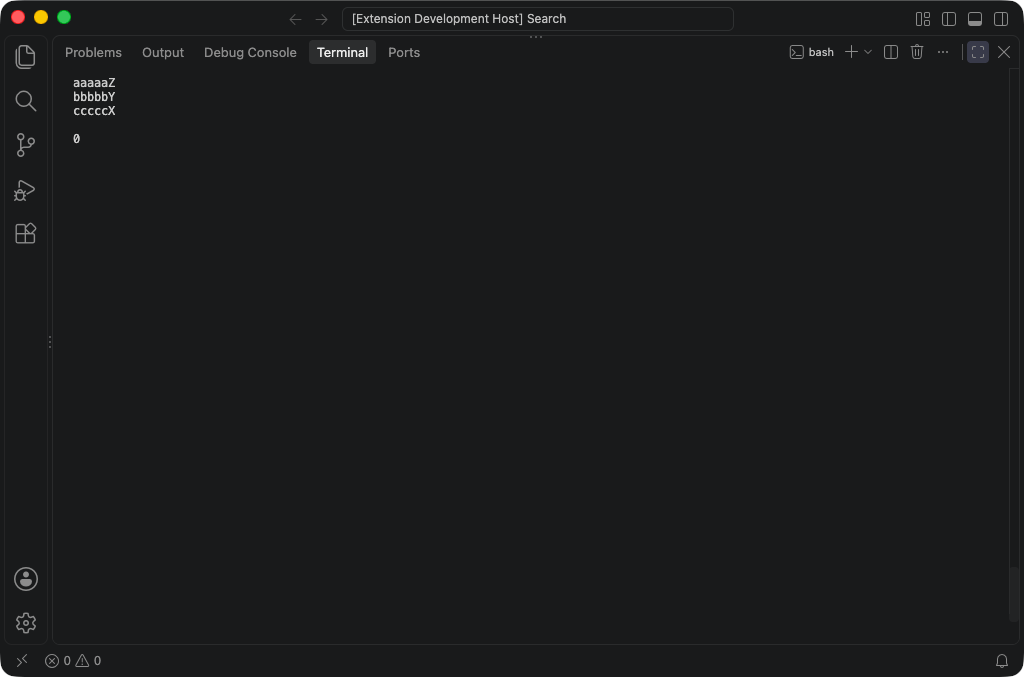 [Extension Development Host] Search
Problems Output Debug Console Terminal Ports bash
aaaaaZ
bbbbbY
cccccX
0
0 0